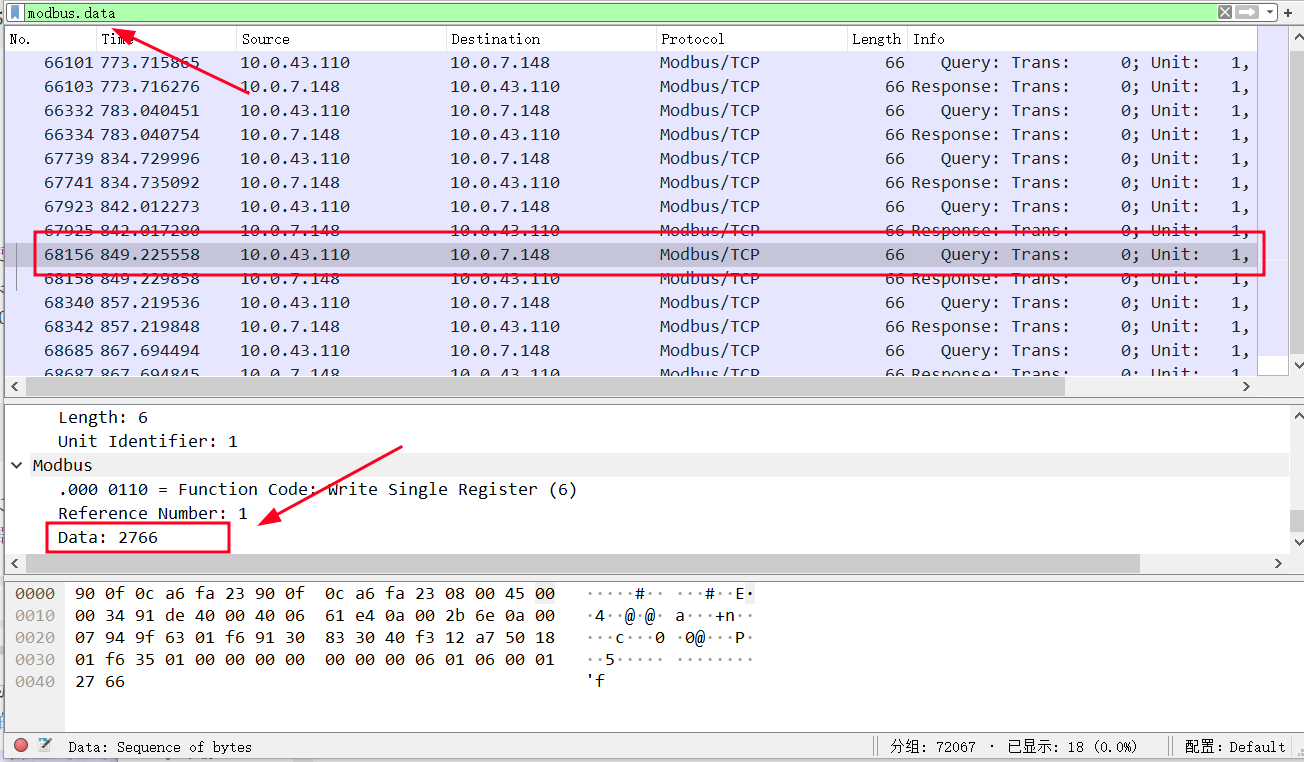 modbus.data
No. Time Source Destination Protocol Length Info
66101 773.715865 10.0.43.110 10.0.7.148 Modbus/TCP 66 Query: Trans: 0; Unit: 1,
66103 773.716276 10.0.7.148 10.0.43.110 Modbus/TCP 66 Response: Trans: 0; Unit: 1,
66332 783.040451 10.0.43.110 10.0.7.148 Modbus/TCP 66 Query: Trans: 0; Unit: 1,
66334 783.040754 10.0.7.148 10.0.43.110 Modbus/TCP 66 Response: Trans: 0; Unit: 1,
67739 834.729996 10.0.43.110 10.0.7.148 Modbus/TCP 66 Query: Trans: 0; Unit: 1,
67741 834.735092 10.0.7.148 10.0.43.110 Modbus/TCP 66 Response: Trans: 0; Unit: 1,
67923 842.012273 10.0.43.110 10.0.7.148 Modbus/TCP 66 Query: Trans: 0; Unit: 1,
67925 842.017280 10.0.7.148 10.0.43.110 Modbus/TCP 66 Response: Trans: 0; Unit: 1,
68156 849.225558 10.0.43.110 10.0.7.148 Modbus/TCP 66 Query: Trans: 0; Unit: 1,
68158 849.229858 10.0.7.148 10.0.43.110 Modbus/TCP 66 Response: Trans: 0; Unit: 1,
68340 857.219536 10.0.43.110 10.0.7.148 Modbus/TCP 66 Query: Trans: 0; Unit: 1,
68342 857.219848 10.0.7.148 10.0.43.110 Modbus/TCP 66 Response: Trans: 0; Unit: 1,
68685 867.694494 10.0.43.110 10.0.7.148 Modbus/TCP 66 Query: Trans: 0; Unit: 1,
68687 867.694845 10.0.7.148 10.0.43.110 Modbus/TCP 66 Response: Trans: 0; Unit: 1,
Length: 6
Unit Identifier: 1
Modbus
.000 0110 = Function Code: Write Single Register (6)
Reference Number: 1
Data: 2766
0000 90 0f 0c a6 fa 23 90 0f 0c a6 fa 23 08 00 45 00 ·····#·· ···#··E·
0010 00 34 91 de 40 00 40 06 61 e4 0a 00 2b 6e 0a 00 ·4··@·@· a···+n··
0020 07 94 9f 63 01 f6 91 30 83 30 40 f3 12 a7 50 18 ···c···0 ·0@···P·
0030 01 f6 35 01 00 00 00 00 00 00 00 06 01 06 00 01 ··5····· ········
0040 27 66 'f
Data: Sequence of bytes 分组: 72067 · 已显示: 18 (0.0%) 配置: Default